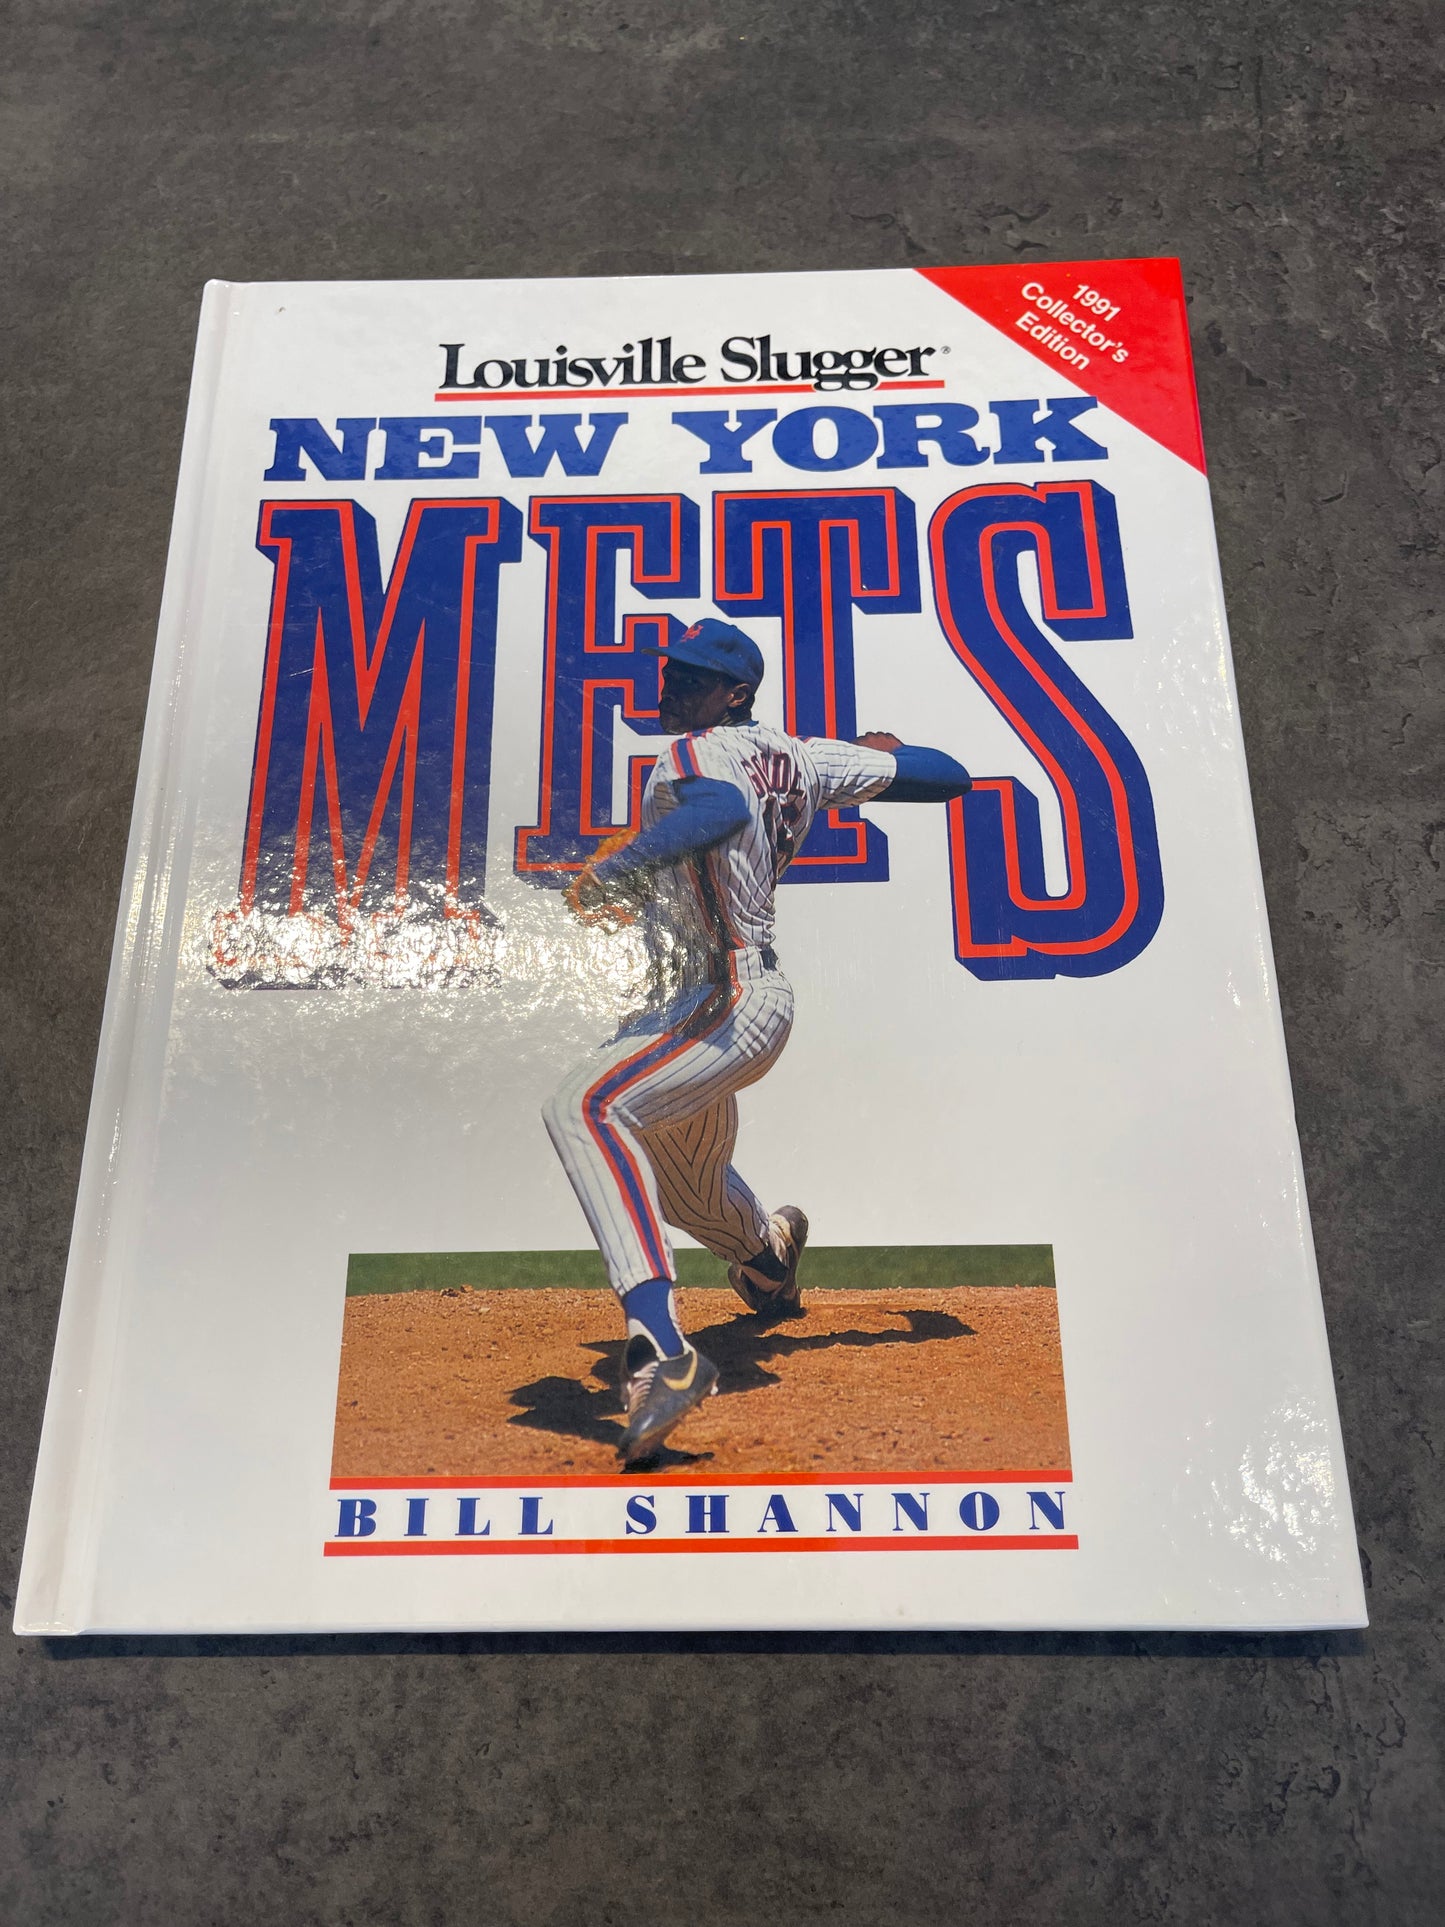 1991
Collector's
Edition
Louisville Slugger®
NEW YORK
METS
BILL SHANNON